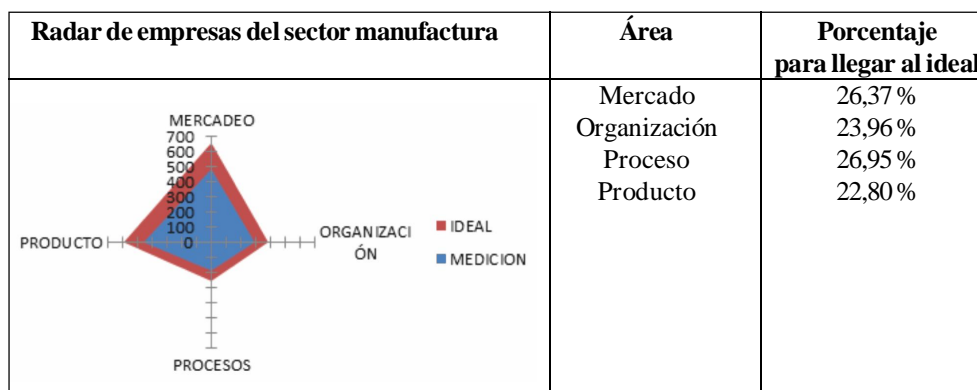 Radar de empresas del sector manufactura
Área
Porcentaje
para llegar al ideal
MERCADEO
700
600
500
400
300
200
100
0
PRODUCTO
ORGANIZACI
ÓN
PROCESOS
IDEAL
MEDICION
Mercado 26,37 %
Organización 23,96 %
Proceso 26,95 %
Producto 22,80 %